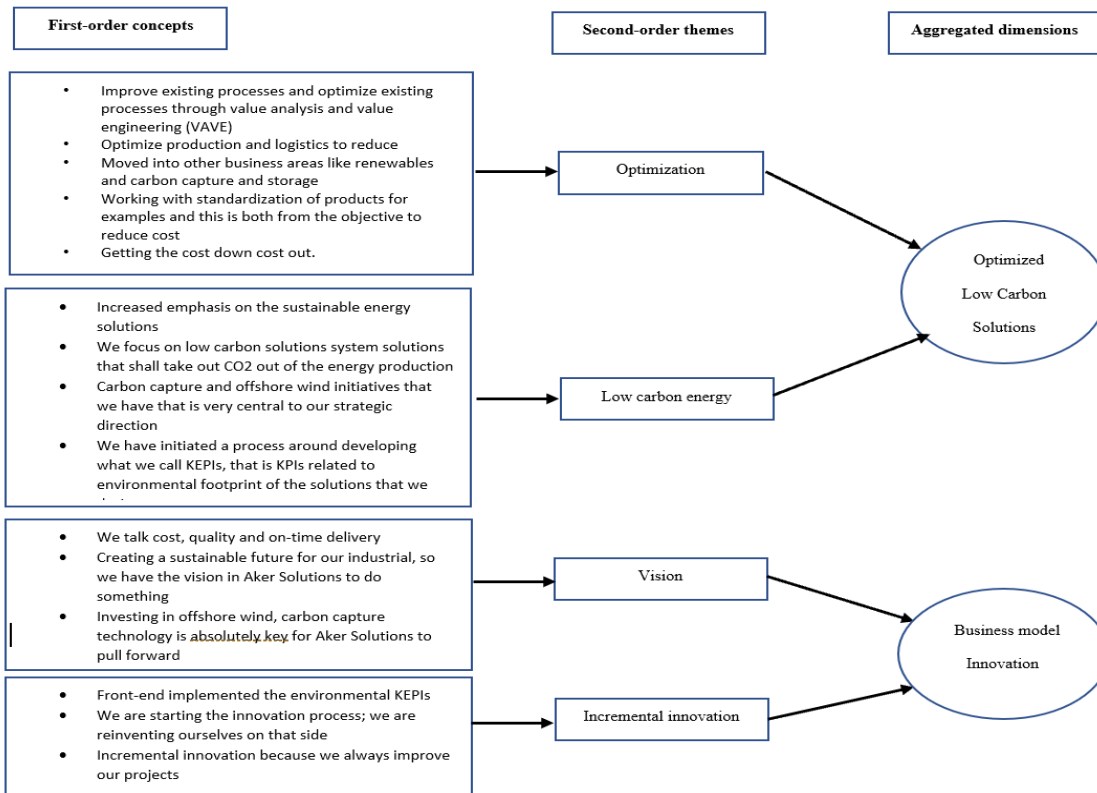 First-order concepts
Second-order themes
Aggregated dimensions
• Improve existing processes and optimize existing
processes through value analysis and value
engineering (VAVE)
• Optimize production and logistics to reduce
• Moved into other business areas like renewables
and carbon capture and storage
• Working with standardization of products for
examples and this is both from the objective to
reduce cost
• Getting the cost down cost out.
Optimization
• Increased emphasis on the sustainable energy
solutions
• We focus on low carbon solutions system solutions
that shall take out CO2 out of the energy production
• Carbon capture and offshore wind initiatives that
we have that is very central to our strategic
direction
• We have initiated a process around developing
what we call KEPIs, that is KPIs related to
environmental footprint of the solutions that we
Low carbon energy
Optimized
Low Carbon
Solutions
• We talk cost, quality and on-time delivery
• Creating a sustainable future for our industrial, so
we have the vision in Aker Solutions to do
something
• Investing in offshore wind, carbon capture
technology is absolutely key for Aker Solutions to
pull forward
Vision
• Front-end implemented the environmental KEPIs
• We are starting the innovation process; we are
reinventing ourselves on that side
• Incremental innovation because we always improve
our projects
Incremental innovation
Business model
Innovation